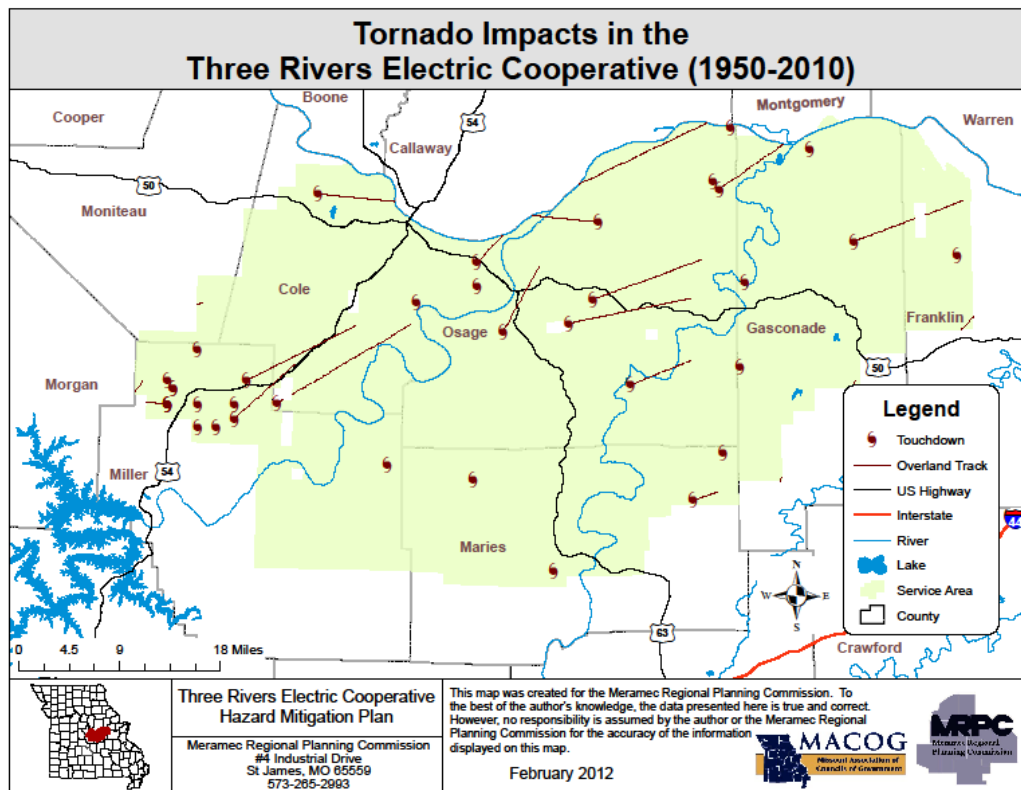 Tornado Impacts in the
Three Rivers Electric Cooperative (1950-2010)
Boone
Montgomery
Cooper
54
Warren
Callaway
50
Moniteau
Cole
Osage
Gasonade
Franklin
Morgan
50
Miller
54
Maries
63
44
Crawford
Legend
Touchdown
Overland Track
US Highway
Interstate
River
Lake
Service Area
County
N
W E
S
0 4.5 9 18 Miles
Three Rivers Electric Cooperative
Hazard Mitigation Plan
Meramec Regional Planning Commission
#4 Industrial Drive
St James, MO 65559
573-265-2993
This map was created for the Meramec Regional Planning Commission. To
the best of the author's knowledge, the data presented here is true and correct.
However, no responsibility is assumed by the author or the Meramec Regional
Planning Commission for the accuracy of the information
displayed on this map.
February 2012
MACOG
Missouri Association of
Councils of Government
MRPC
Meramec Regional
Planning Commission